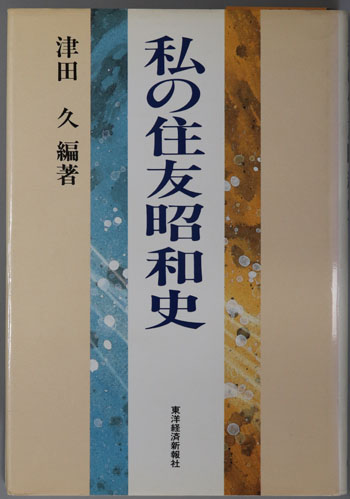 私の住友昭和史
津田 久 編著
東洋経済新報社